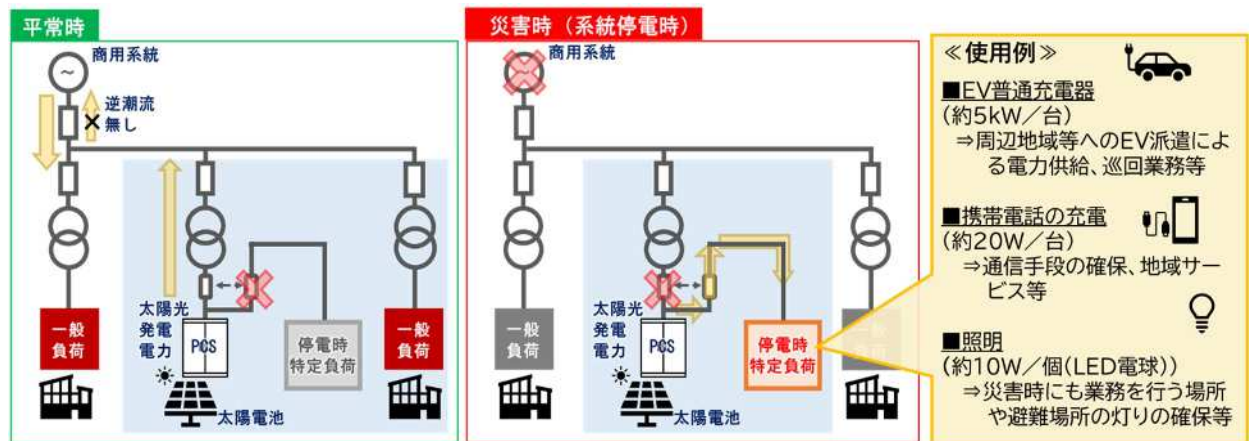 平常時
商用系統
～
逆潮流
無し
太陽光
発電
電力
PCS
太陽電池
一般
負荷
停電時
特定負荷
一般
負荷
災害時（系統停電時）
商用系統
～
太陽光
発電
電力
PCS
太陽電池
一般
負荷
停電時
特定負荷
一般
負荷
≪使用例≫
■EV普通充電器
(約5kW／台)
⇒周辺地域等へのEV派遣によ
る電力供給、巡回業務等
■携帯電話の充電
(約20W／台)
⇒通信手段の確保、地域サー
ビス等
■照明
(約10W／個(LED電球))
⇒災害時にも業務を行う場所
や避難場所の灯りの確保等